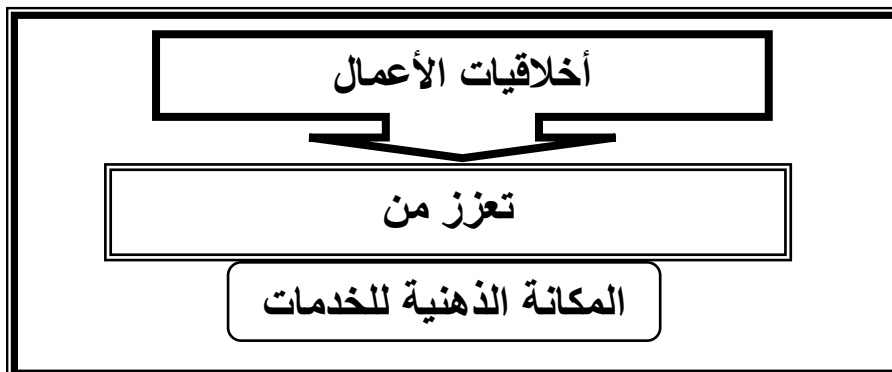 أخلاقيات الأعمال
تعزز من
المكانة الذهنية للخدمات